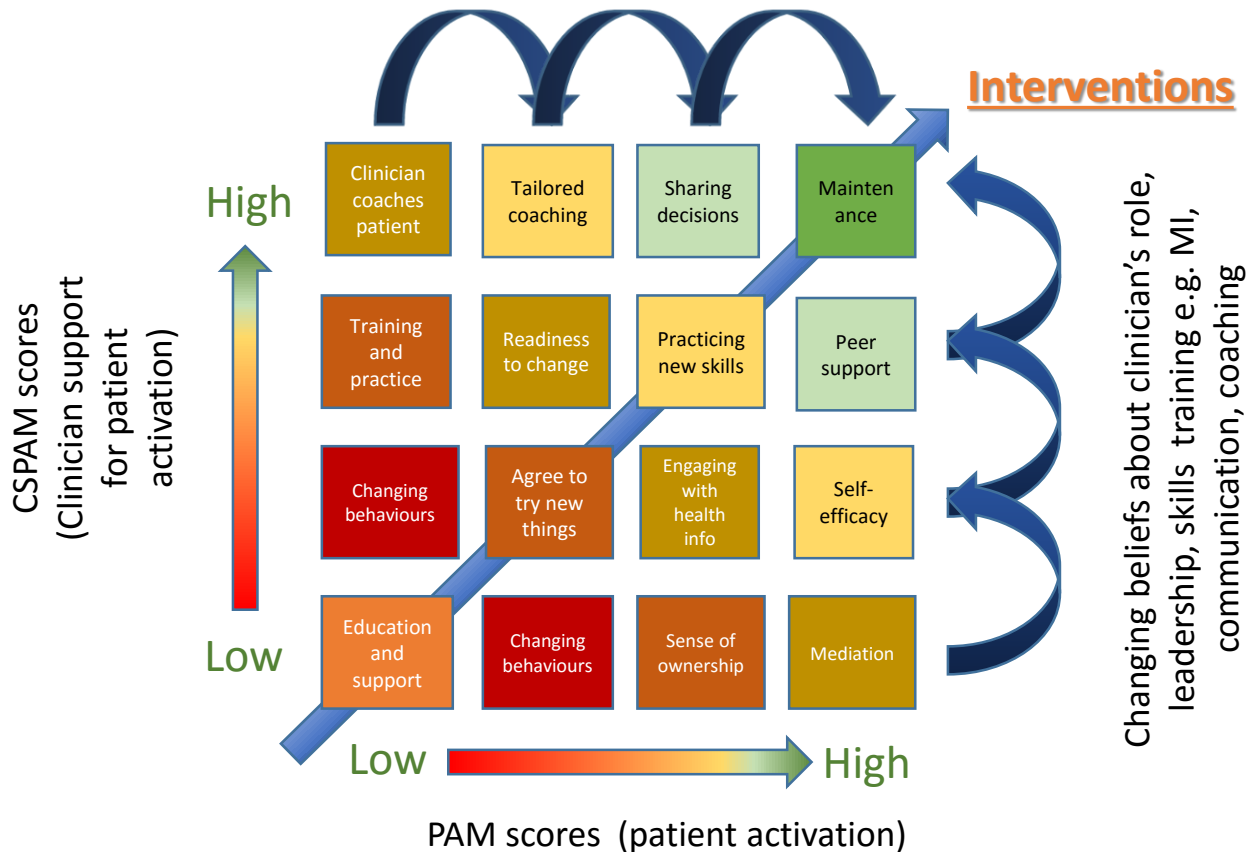 Interventions
High
Clinician
coaches
patient
Tailored
coaching
Sharing
decisions
Mainten
ance
Training
and
practice
Readiness
to change
Practicing
new skills
Peer
support
Changing
behaviours
Agree to
try new
things
Engaging
with
health
info
Self-
efficacy
Low
Education
and
support
Changing
behaviours
Sense of
ownership
Mediation
CSPAM scores
(Clinician support
for patient
activation)
Changing beliefs about clinician’s role,
leadership, skills training e.g. MI,
communication, coaching
Low
High
PAM scores (patient activation)